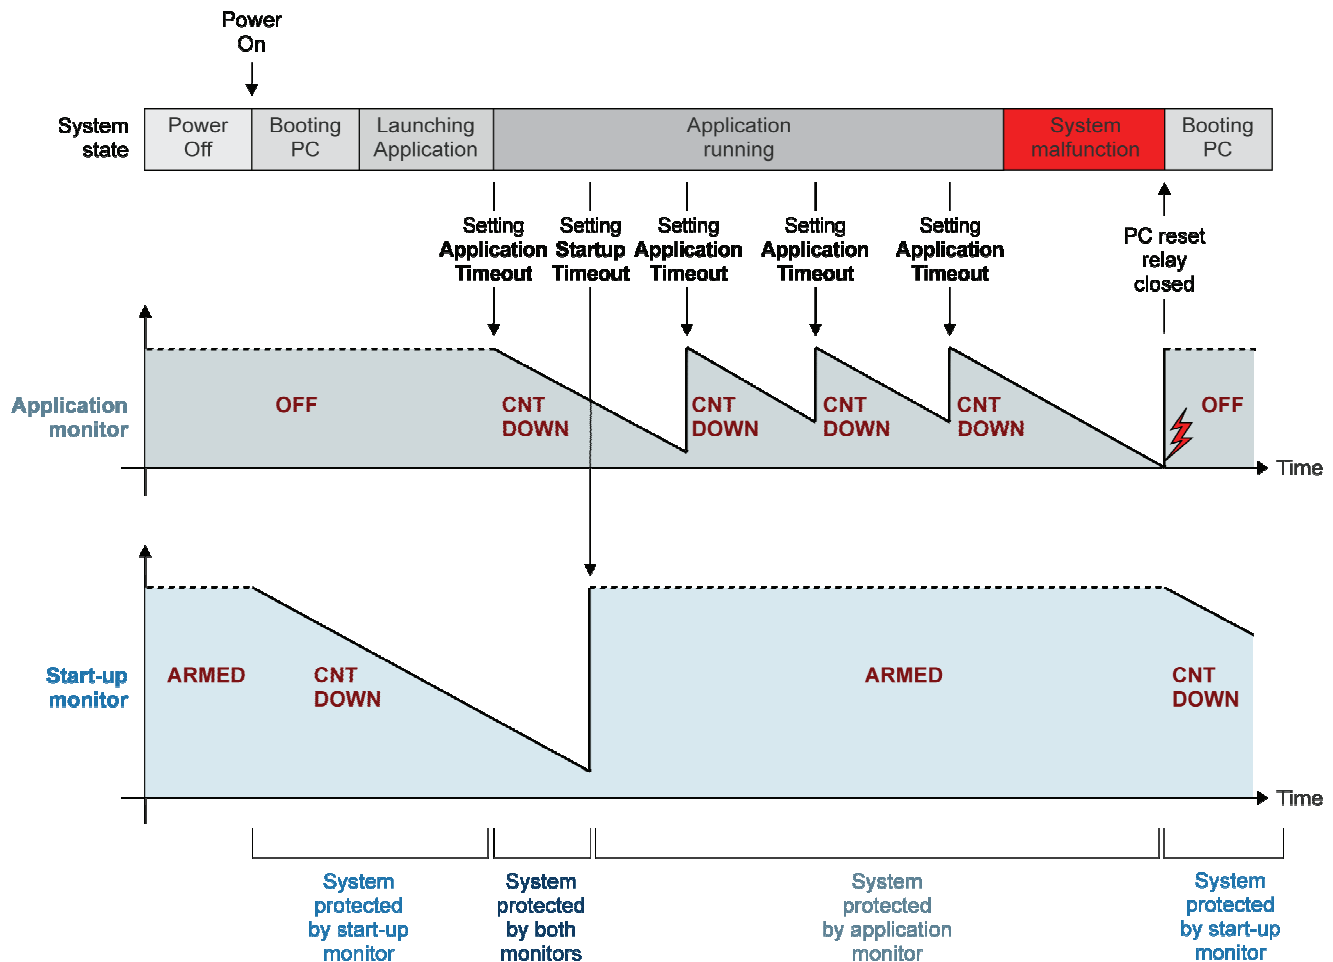 Power
On
System
state
Power
Off
Booting
PC
Launching
Application
Application
running
System
malfunction
Booting
PC
Setting
Application
Timeout
Setting
Startup
Timeout
Setting
Application
Timeout
Setting
Application
Timeout
Setting
Application
Timeout
PC reset
relay
closed
Application
monitor
OFF
CNT
DOWN
CNT
DOWN
CNT
DOWN
CNT
DOWN
OFF
Time
Start-up
monitor
ARMED
CNT
DOWN
ARMED
CNT
DOWN
Time
System
protected
by start-up
monitor
System
protected
by both
monitors
System
protected
by application
monitor
System
protected
by start-up
monitor